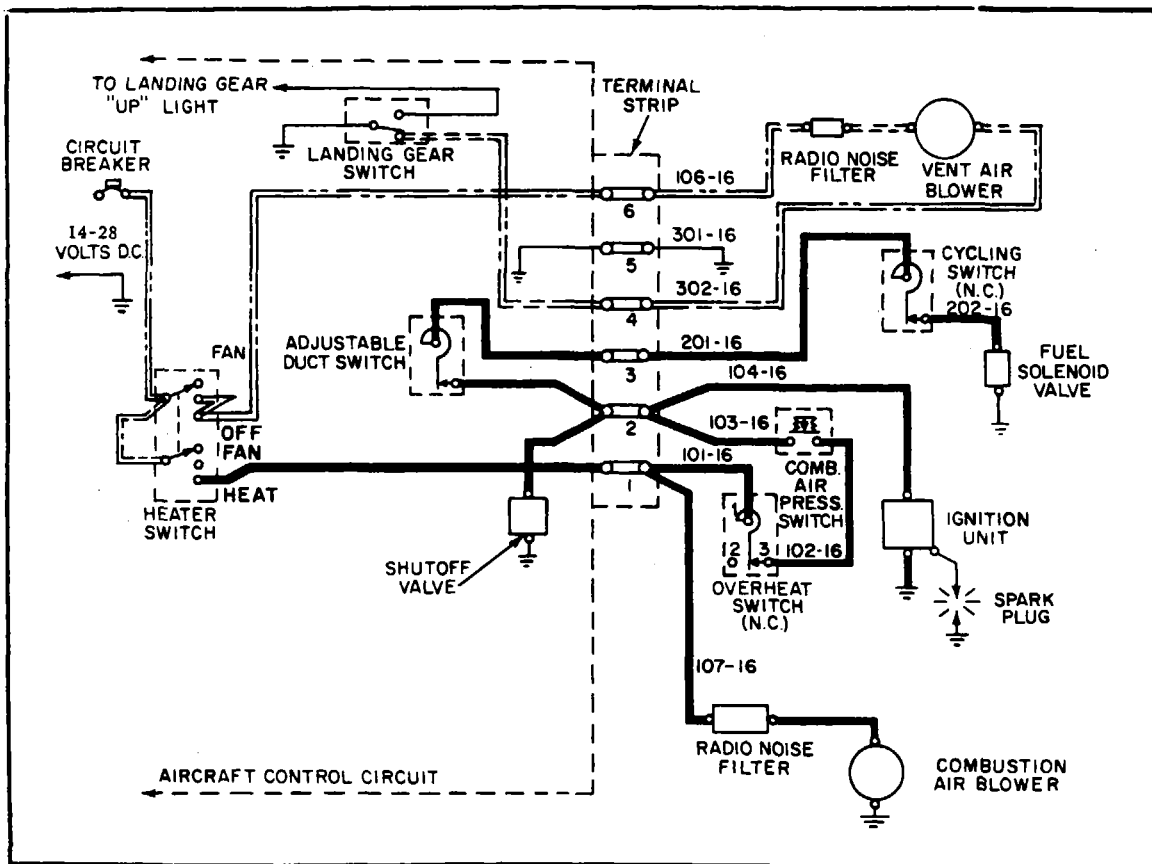 TO LANDING GEAR
"UP" LIGHT
TERMINAL
STRIP
CIRCUIT
BREAKER
LANDING GEAR
SWITCH
RADIO NOISE
FILTER
VENT AIR
BLOWER
14-28
VOLTS D.C.
106-16
6
301-16
5
302-16
4
CYCLING
SWITCH
(N.C.)
202-16
ADJUSTABLE
DUCT SWITCH
201-16
3
FUEL
SOLENOID
VALVE
FAN
104-16
2
103-16
OFF
FAN
101-16
1
HEAT
COMB.
AIR
PRESS.
SWITCH
HEATER
SWITCH
IGNITION
UNIT
SHUTOFF
VALVE
2
3
102-16
OVERHEAT
SWITCH
(N.C.)
SPARK
PLUG
107-16
RADIO NOISE
FILTER
COMBUSTION
AIR BLOWER
AIRCRAFT CONTROL CIRCUIT